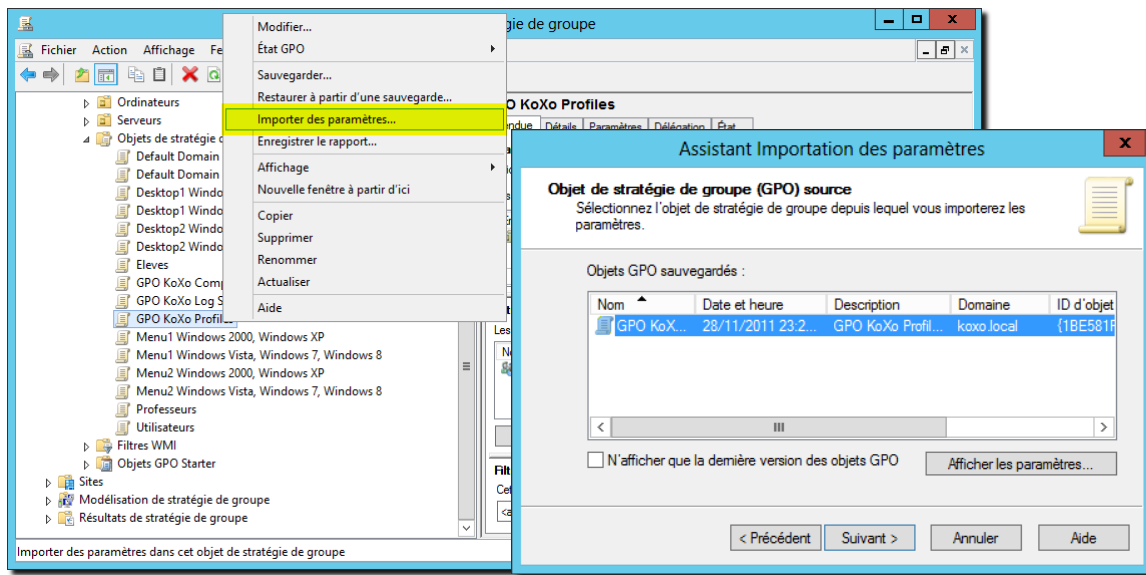 gie de groupe
Fichier Action Affichage Fe
Ordinateurs
Serveurs
Objets de stratégie d
Default Domain
Default Domain
Desktop1 Windo
Desktop1 Windo
Desktop2 Windo
Desktop2 Windo
Eleves
GPO KoXo Comp
GPO KoXo Log S
GPO KoXo Profile
Menu1 Windows 2000, Windows XP
Menu1 Windows Vista, Windows 7, Windows 8
Menu2 Windows 2000, Windows XP
Menu2 Windows Vista, Windows 7, Windows 8
Professeurs
Utilisateurs
Filtres WMI
Objets GPO Starter
Sites
Modélisation de stratégie de groupe
Résultats de stratégie de groupe
Importer des paramètres dans cet objet de stratégie de groupe
Modifier...
État GPO
Sauvegarder...
Restaurer à partir d'une sauvegarde...
Importer des paramètres...
Enregistrer le rapport...
Affichage
Nouvelle fenêtre à partir d'ici
Copier
Supprimer
Renommer
Actualiser
Aide
O KoXo Profiles
ndue Détails Paramètres Délégation État
Les
Filt
Cet
<a
Assistant Importation des paramètres
x
Objet de stratégie de groupe (GPO) source
Sélectionnez l'objet de stratégie de groupe depuis lequel vous importerez les
paramètres.
Objets GPO sauvegardés :
Nom Date et heure Description Domaine ID d'objet
GPO KoX... 28/11/2011 23:2... GPO KoXo Profil... koxo.local {1BE581F
N'afficher que la dernière version des objets GPO
Afficher les paramètres...
< Précédent Suivant > Annuler Aide